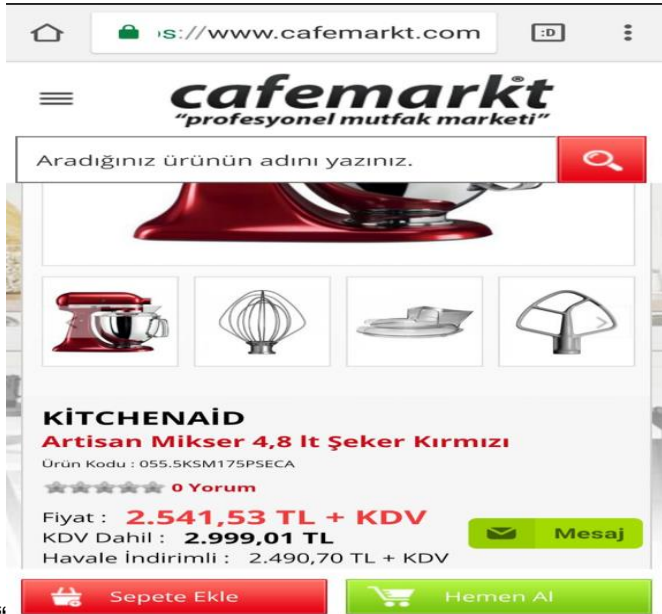 s://www.cafemarkt.com
:D
cafemarkt
“profesyonel mutfak marketi”
Aradığınız ürünün adını yazınız.
KİTCHENAİD
Artisan Mikser 4,8 lt Şeker Kırmızı
Ürün Kodu : 055.5KSM175PSECA
0 Yorum
Fiyat : 2.541,53 TL + KDV
KDV Dahil : 2.999,01 TL
Mesaj
Havale İndirimli : 2.490,70 TL + KDV
Sepete Ekle
Hemen Al
“